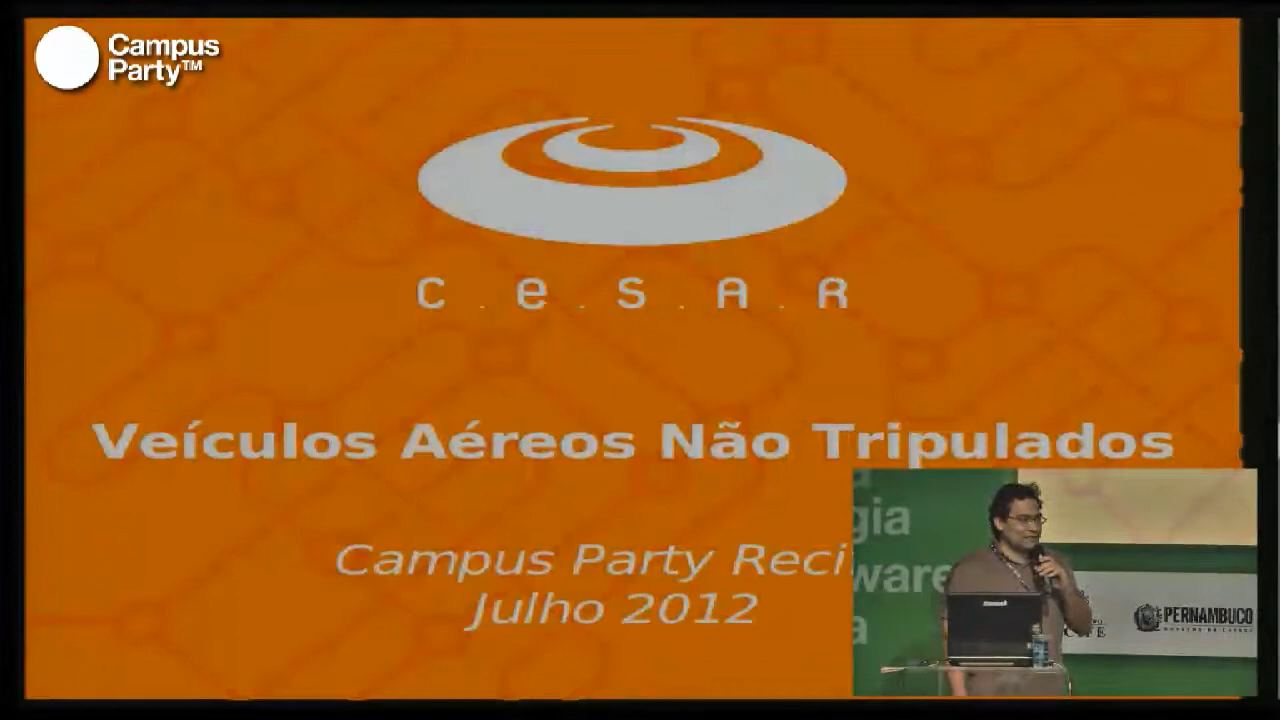 Campus
Party™
C.e.S.A.R
Veículos Aéreos Não Tripulados
Campus Party Reci
Julho 2012
gia
ware
a
PERNAMBUCO